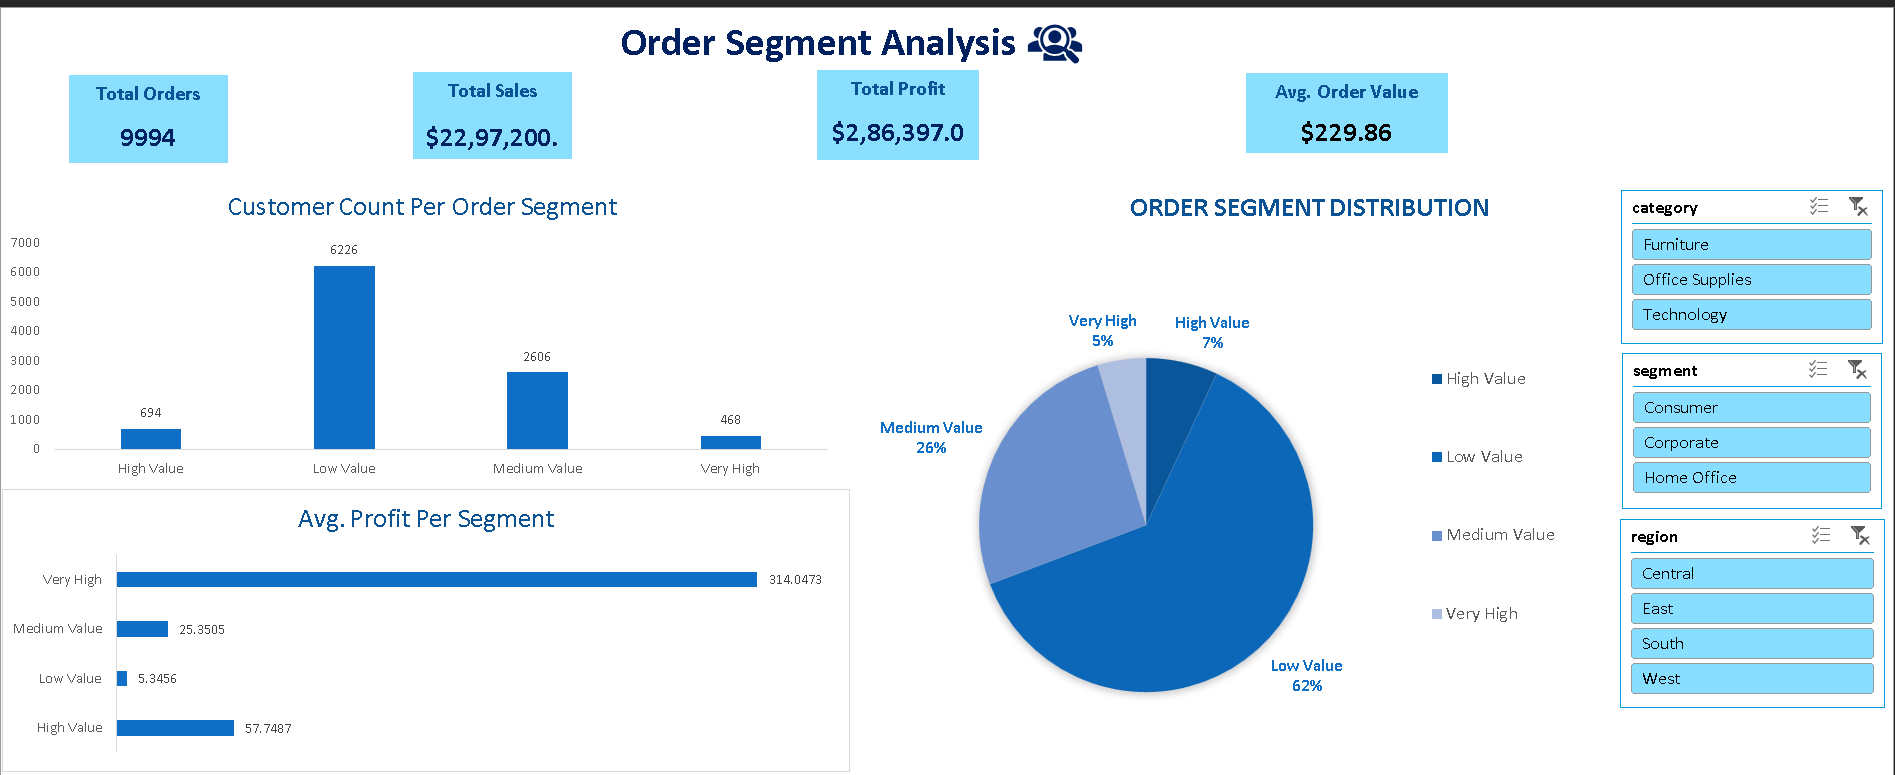 Order Segment Analysis
Total Orders
9994
Total Sales
$22,97,200.
Total Profit
$2,86,397.0
Avg. Order Value
$229.86
Customer Count Per Order Segment
7000
6000
5000
4000
3000
2000
1000
0
694
6226
2606
468
High Value
Low Value
Medium Value
Very High
Avg. Profit Per Segment
Very High
314.0473
Medium Value
25.3505
Low Value
5.3456
High Value
57.7487
ORDER SEGMENT DISTRIBUTION
Very High
5%
High Value
7%
Medium Value
26%
Low Value
62%
High Value
Low Value
Medium Value
Very High
category
Furniture
Office Supplies
Technology
segment
Consumer
Corporate
Home Office
region
Central
East
South
West